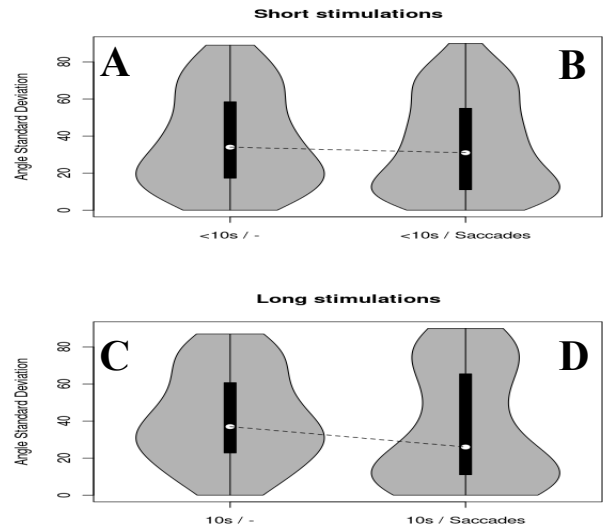 Short stimulations
A
B
Angle Standard Deviation
0 20 40 60 80
<10s / -
<10s / Saccades
Long stimulations
C
D
Angle Standard Deviation
0 20 40 60 80
10s / -
10s / Saccades